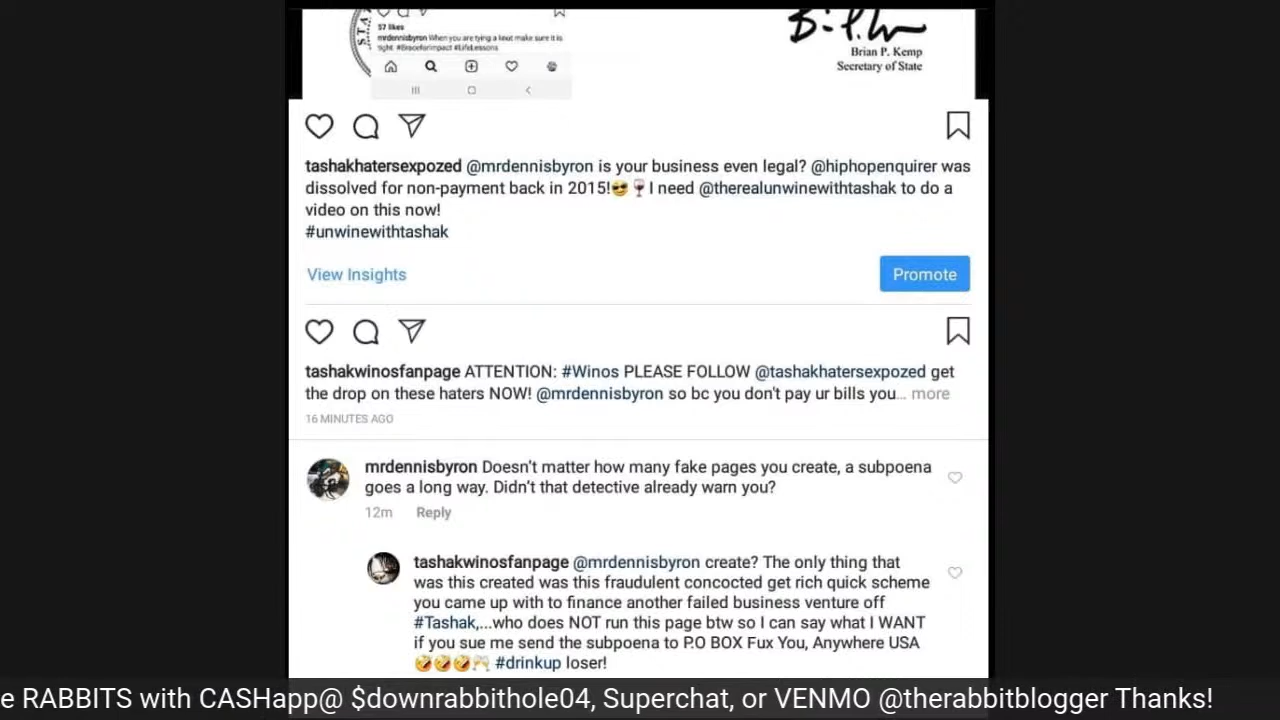 STA
57 likes
mrdennisbyron When you are tying a knot make sure it is
tight. #Braceforimpact #LifeLessons
Brian P. Kemp
Secretary of State
tashakhatersexpozed @mrdennisbyron is your business even legal? @hiphopenquirer was
dissolved for non-payment back in 2015!😎🍷I need @therealunwinewithtashak to do a
video on this now!
#unwinewithtashak
View Insights
Promote
tashakwinosfanpage ATTENTION: #Winos PLEASE FOLLOW @tashakhatersexpozed get
the drop on these haters NOW! @mrdennisbyron so bc you don't pay ur bills you... more
16 MINUTES AGO
mrdennisbyron Doesn't matter how many fake pages you create, a subpoena
goes a long way. Didn't that detective already warn you?
12m Reply
tashakwinosfanpage @mrdennisbyron create? The only thing that
was this created was this fraudulent concocted get rich quick scheme
you came up with to finance another failed business venture off
#Tashak,...who does NOT run this page btw so I can say what I WANT
if you sue me send the subpoena to P.O BOX Fux You, Anywhere USA
🤣🤣🤣🥂 #drinkup loser!
e RABBITS with CASHapp@ $downrabbithole04, Superchat, or VENMO @therabbitblogger Thanks!